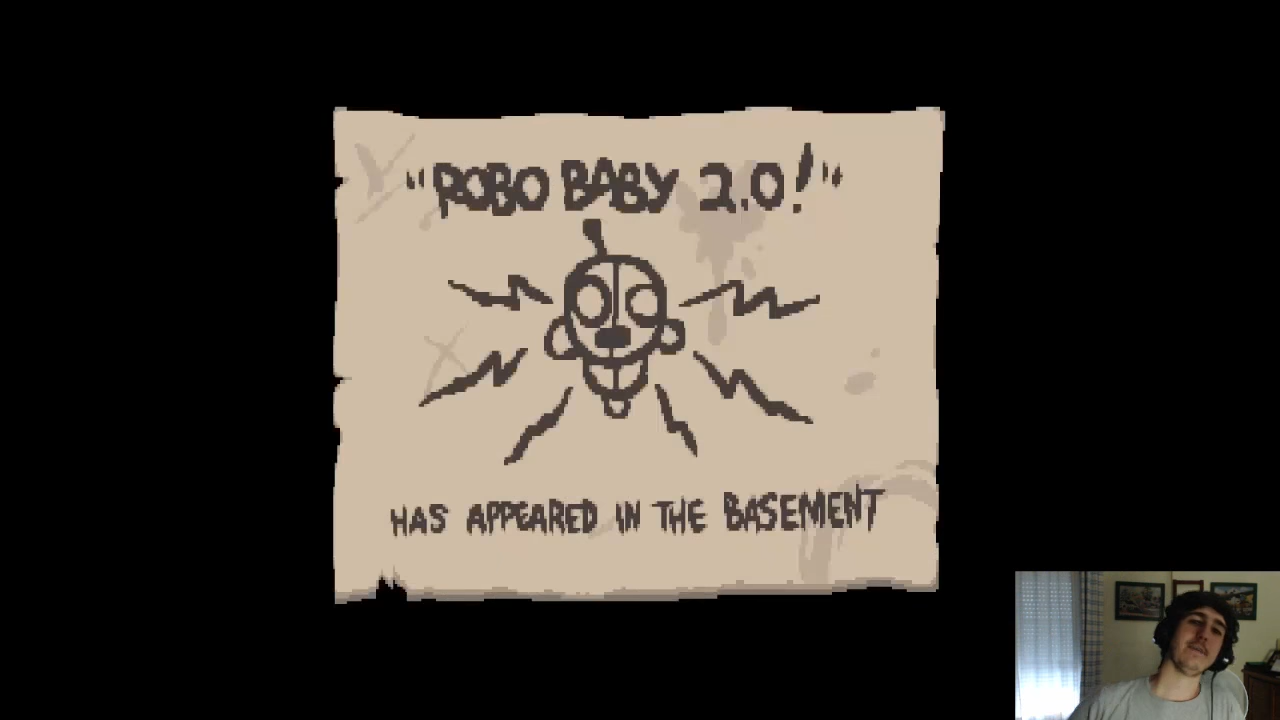 "ROBO BABY 2.0!"
HAS APPEARED IN THE BASEMENT